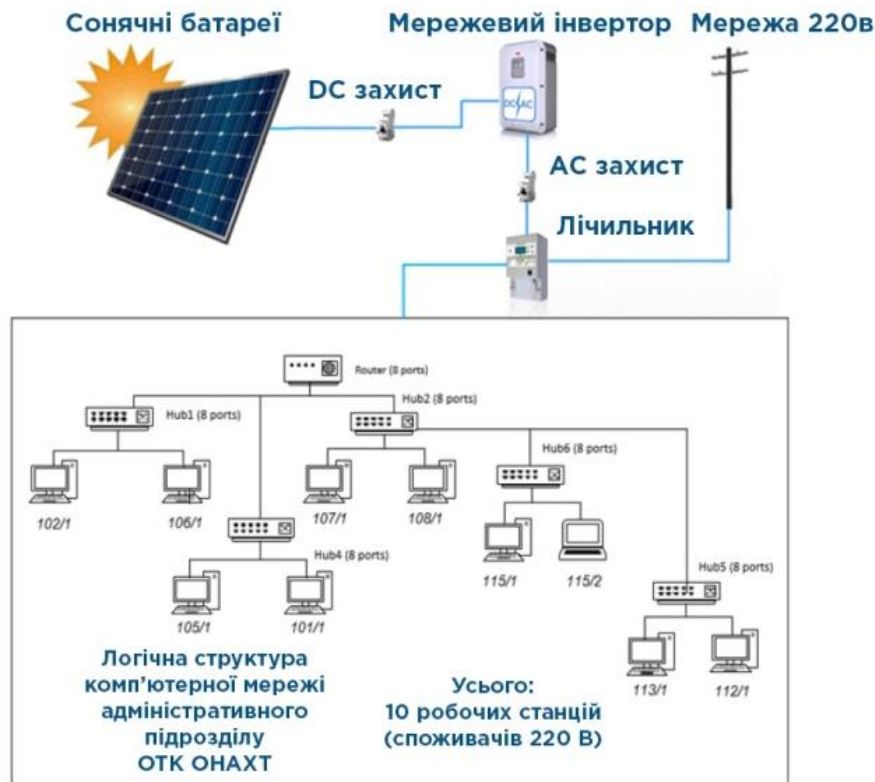 Сонячні батареї
Мережевий інвертор
Мережа 220в
DC захист
DC AC
АС захист
Лічильник
Router (8 ports)
Hub1 (8 ports)
Hub2 (8 ports)
Hub6 (8 ports)
102/1
106/1
107/1
108/1
Hub4 (8 ports)
115/1
115/2
Hub5 (8 ports)
105/1
101/1
113/1
112/1
Логічна структура
комп'ютерної мережі
адміністративного
підрозділу
ОТК ОНАХТ
Усього:
10 робочих станцій
(споживачів 220 В)